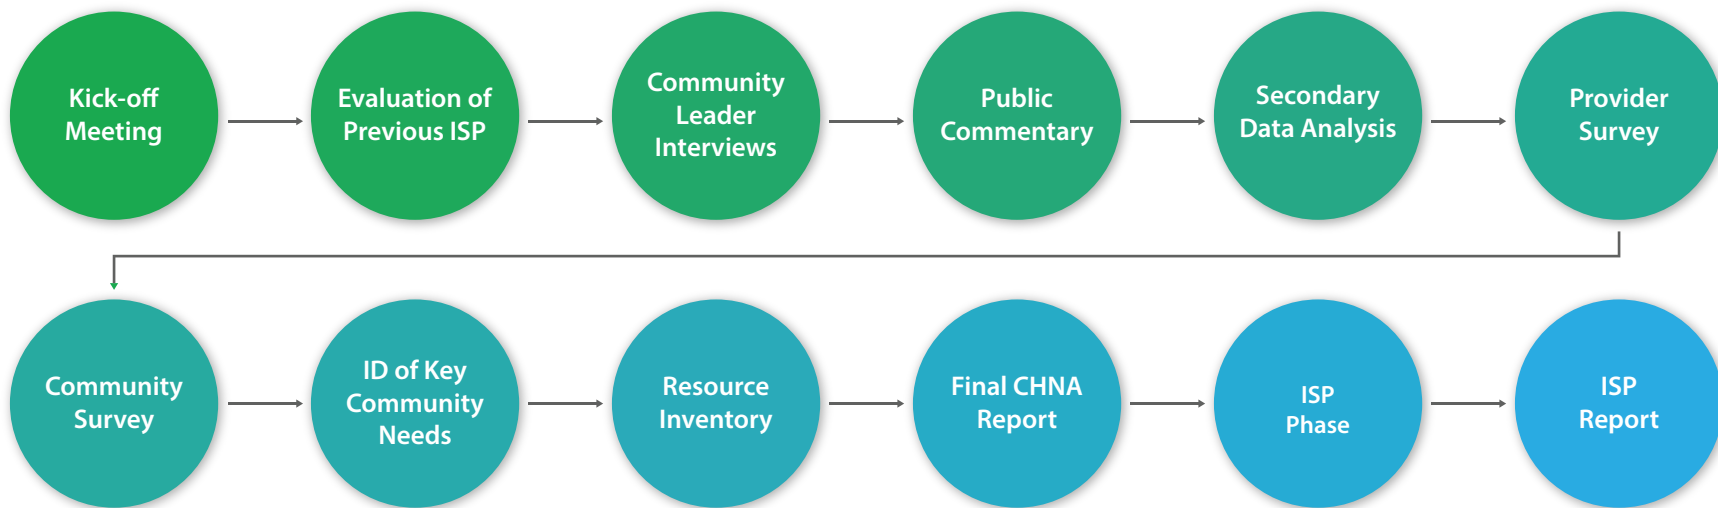 Kick-off
Meeting
Evaluation of
Previous ISP
Community
Leader
Interviews
Public
Commentary
Secondary
Data Analysis
Provider
Survey
Community
Survey
ID of Key
Community
Needs
Resource
Inventory
Final CHNA
Report
ISP
Phase
ISP
Report